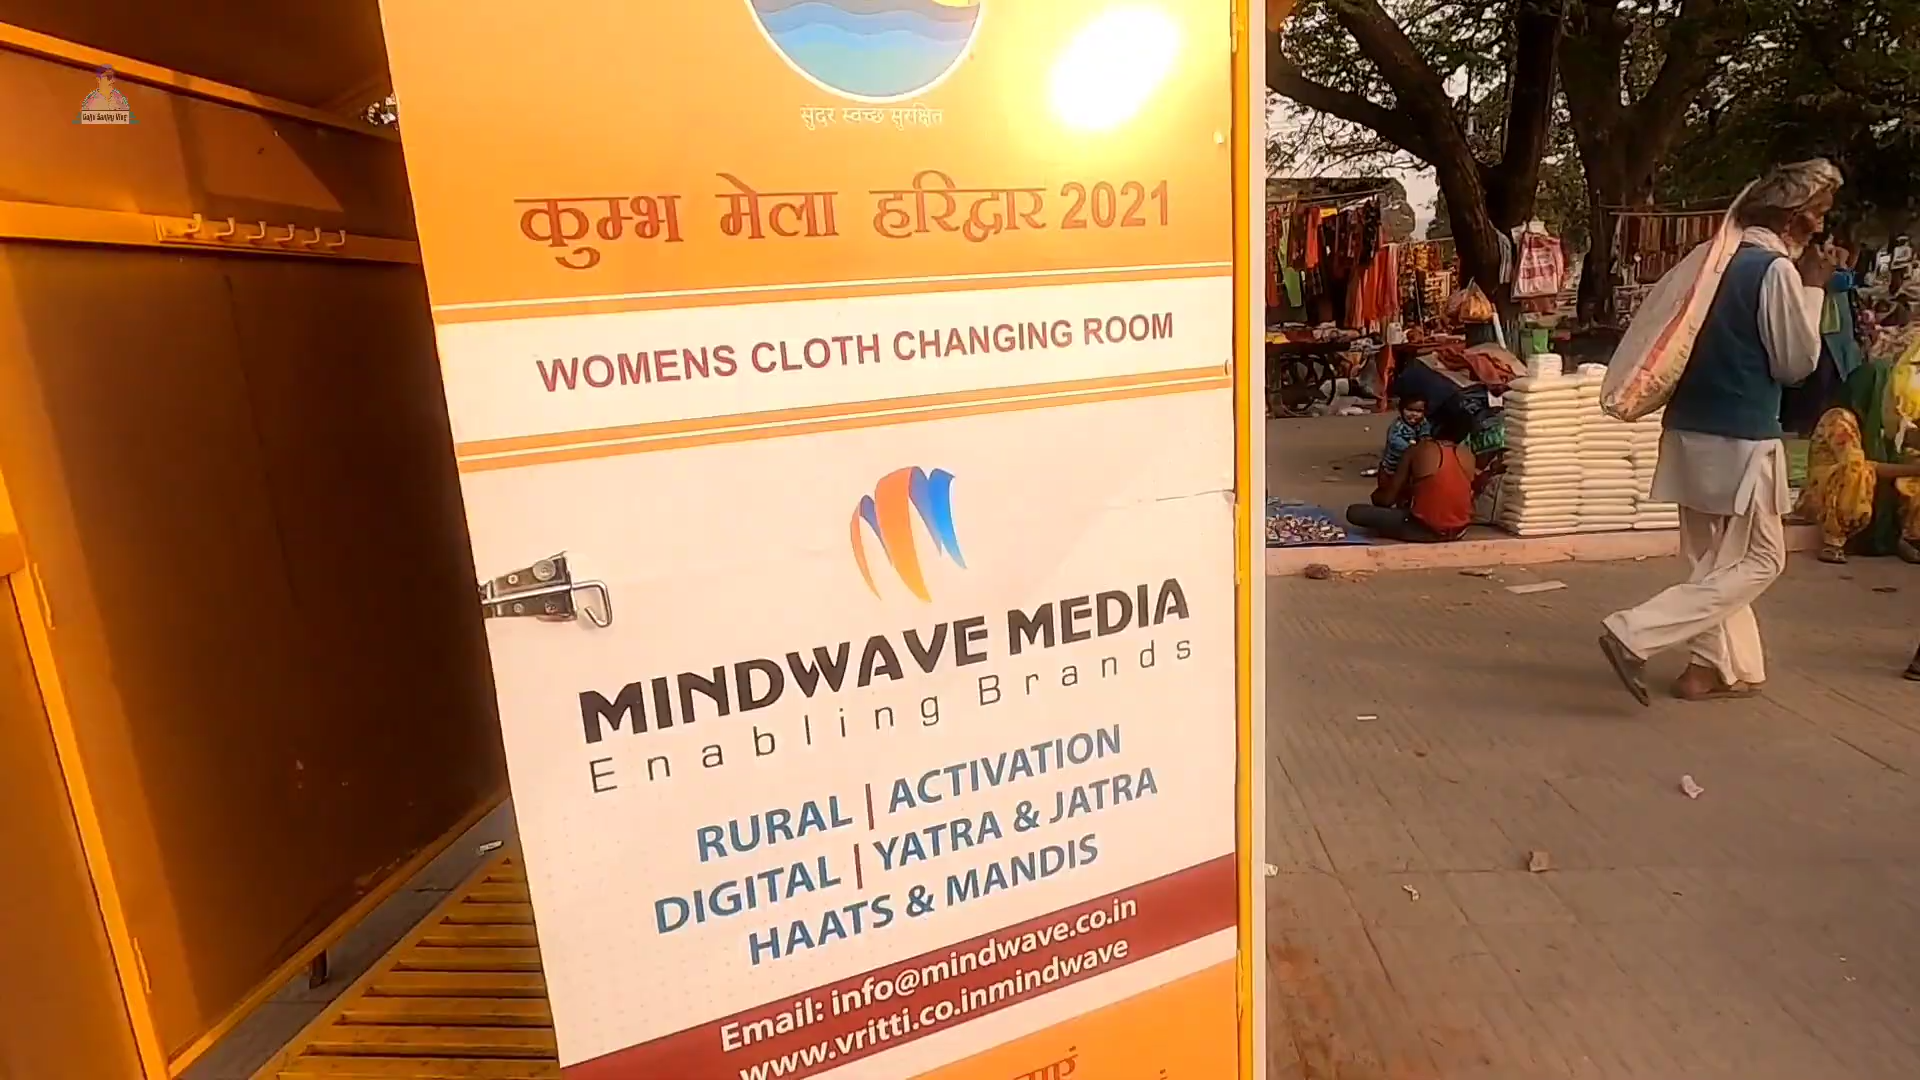 सुंदर स्वच्छ सुरक्षित
कुम्भ मेला हरिद्वार 2021
WOMENS CLOTH CHANGING ROOM
MINDWAVE MEDIA
Enabling Brands
RURAL | ACTIVATION
DIGITAL | YATRA & JATRA
HAATS & MANDIS
Email: info@mindwave.co.in
www.vritti.co.inmindwave